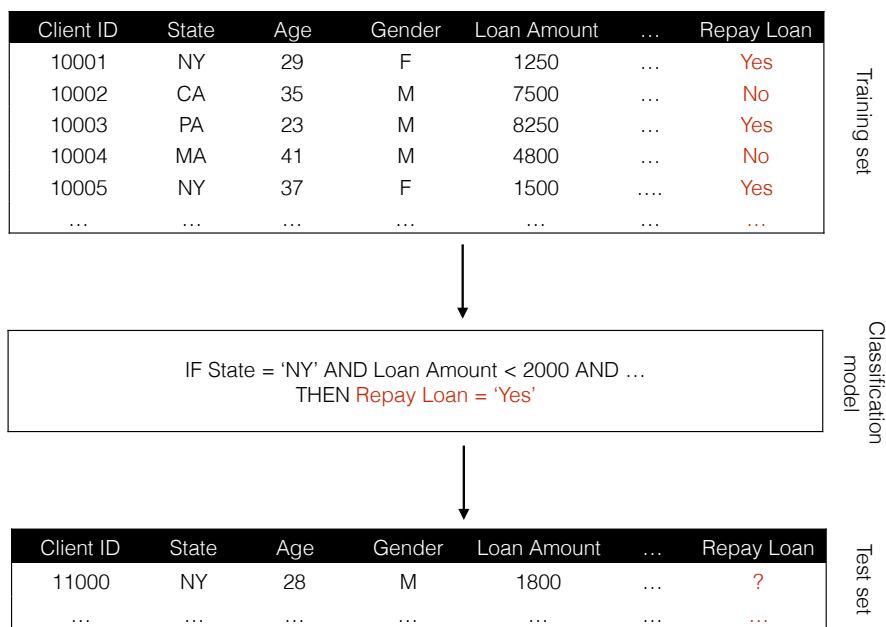 Client ID State Age Gender Loan Amount … Repay Loan
10001 NY 29 F 1250 … Yes
10002 CA 35 M 7500 … No
10003 PA 23 M 8250 … Yes
10004 MA 41 M 4800 … No
10005 NY 37 F 1500 …. Yes
… … … … … … …
Training set
IF State = ‘NY’ AND Loan Amount < 2000 AND …
THEN Repay Loan = ‘Yes’
Classification
model
Client ID State Age Gender Loan Amount … Repay Loan
11000 NY 28 M 1800 … ?
… … … … … … …
Test set